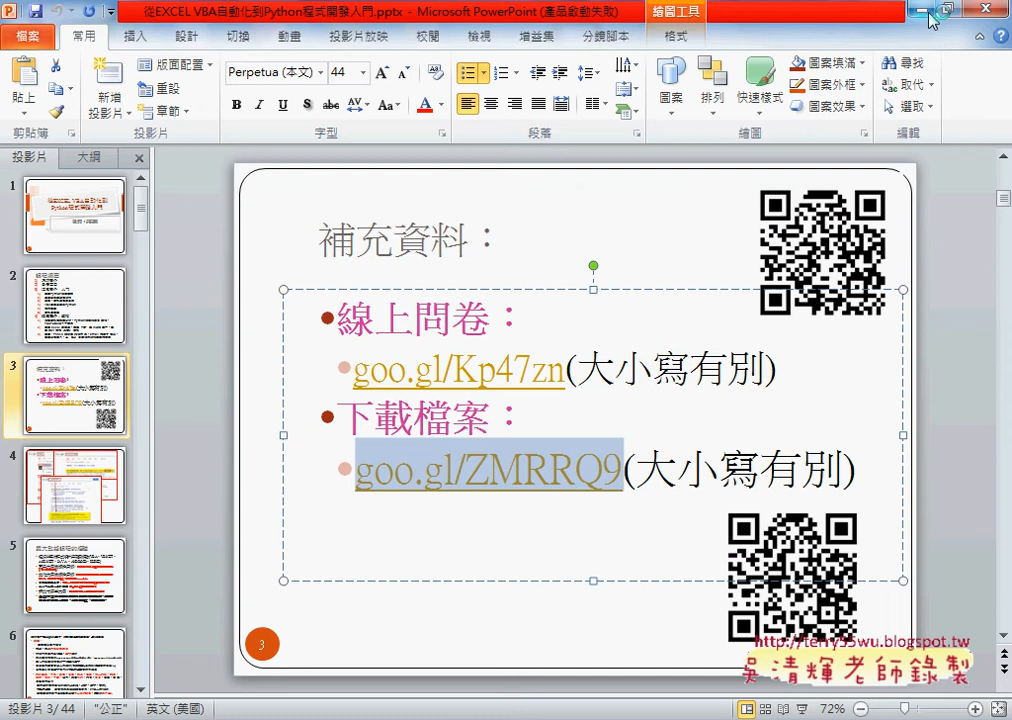 從EXCEL VBA自動化到Python程式開發入門.pptx - Microsoft PowerPoint (產品啟動失敗)
繪圖工具
檔案 常用 插入 設計 切換 動畫 投影片放映 校閱 檢視 增益集 分鏡腳本 格式
貼上
新增
投影片
版面配置
重設
章節
Perpetua (本文) 44
圖案
排列
快速樣式
圖案填滿
圖案外框
圖案效果
尋找
取代
選取
剪貼簿 投影片 字型 段落 繪圖 編輯
投影片 大綱
1
2
3
4
5
6
補充資料：
線上問卷：
goo.gl/Kp47zn(大小寫有別)
下載檔案：
goo.gl/ZMRRQ9(大小寫有別)
3
http://terry55wu.blogspot.tw
吳清輝老師錄製
投影片 3/44 "公正" 英文 (美國) 72%